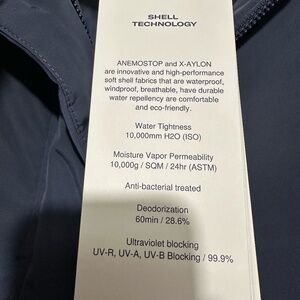 SHELL
TECHNOLOGY
ANEMOSTOP and X-AYLON
are innovative and high-performance
soft shell fabrics that are waterproof,
windproof, breathable, have durable
water repellency are comfortable
and eco-friendly.
Water Tightness
10,000mm H2O (ISO)
Moisture Vapor Permeability
10,000g / SQM / 24hr (ASTM)
Anti-bacterial treated
Deodorization
60min / 28.6%
Ultraviolet blocking
UV-R, UV-A, UV-B Blocking / 99.9%